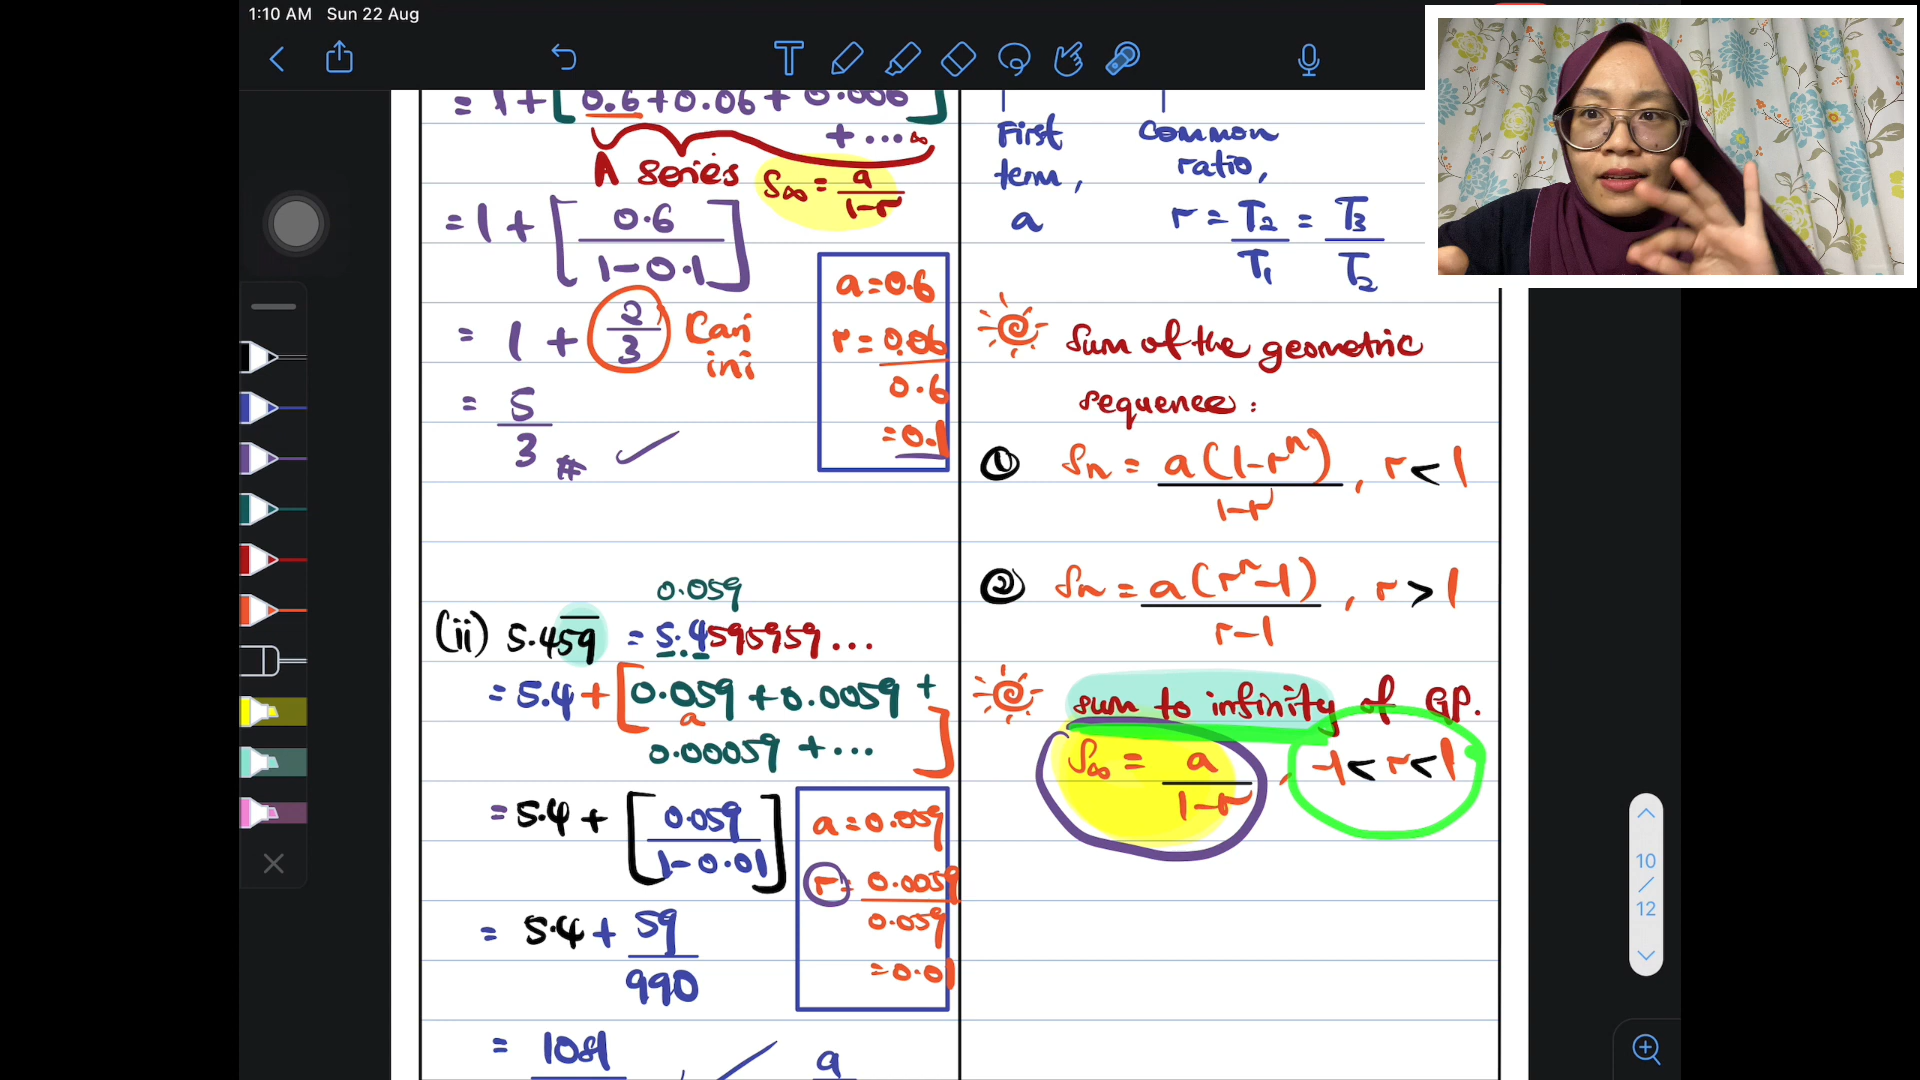 1:10 AM Sun 22 Aug
= 1 + [0.6 + 0.06 + 0.006
+ ....∞]
A series S∞ = a/1-r
= 1 + [0.6/1-0.1]
= 1 + 2/3 Cari ini
= 5/3 # ✓
a = 0.6
r = 0.06/0.6
= 0.1
0.059
(ii) 5.459 = 5.4595959...
= 5.4 + [0.059 + 0.0059 +
a
0.00059 + ...]
= 5.4 + [0.059/1-0.01]
a = 0.059
r = 0.0059/0.059
= 0.01
= 5.4 + 59/990
= 1081 ✓ a
First term, a
Common ratio,
r = T2/T1 = T3/T2
Sum of the geometric
sequence:
① Sn = a(1-rⁿ)/1-r, r < 1
② Sn = a(rⁿ-1)/r-1, r > 1
sum to infinity of GP.
S∞ = a/1-r, -1 < r < 1
10
/
12